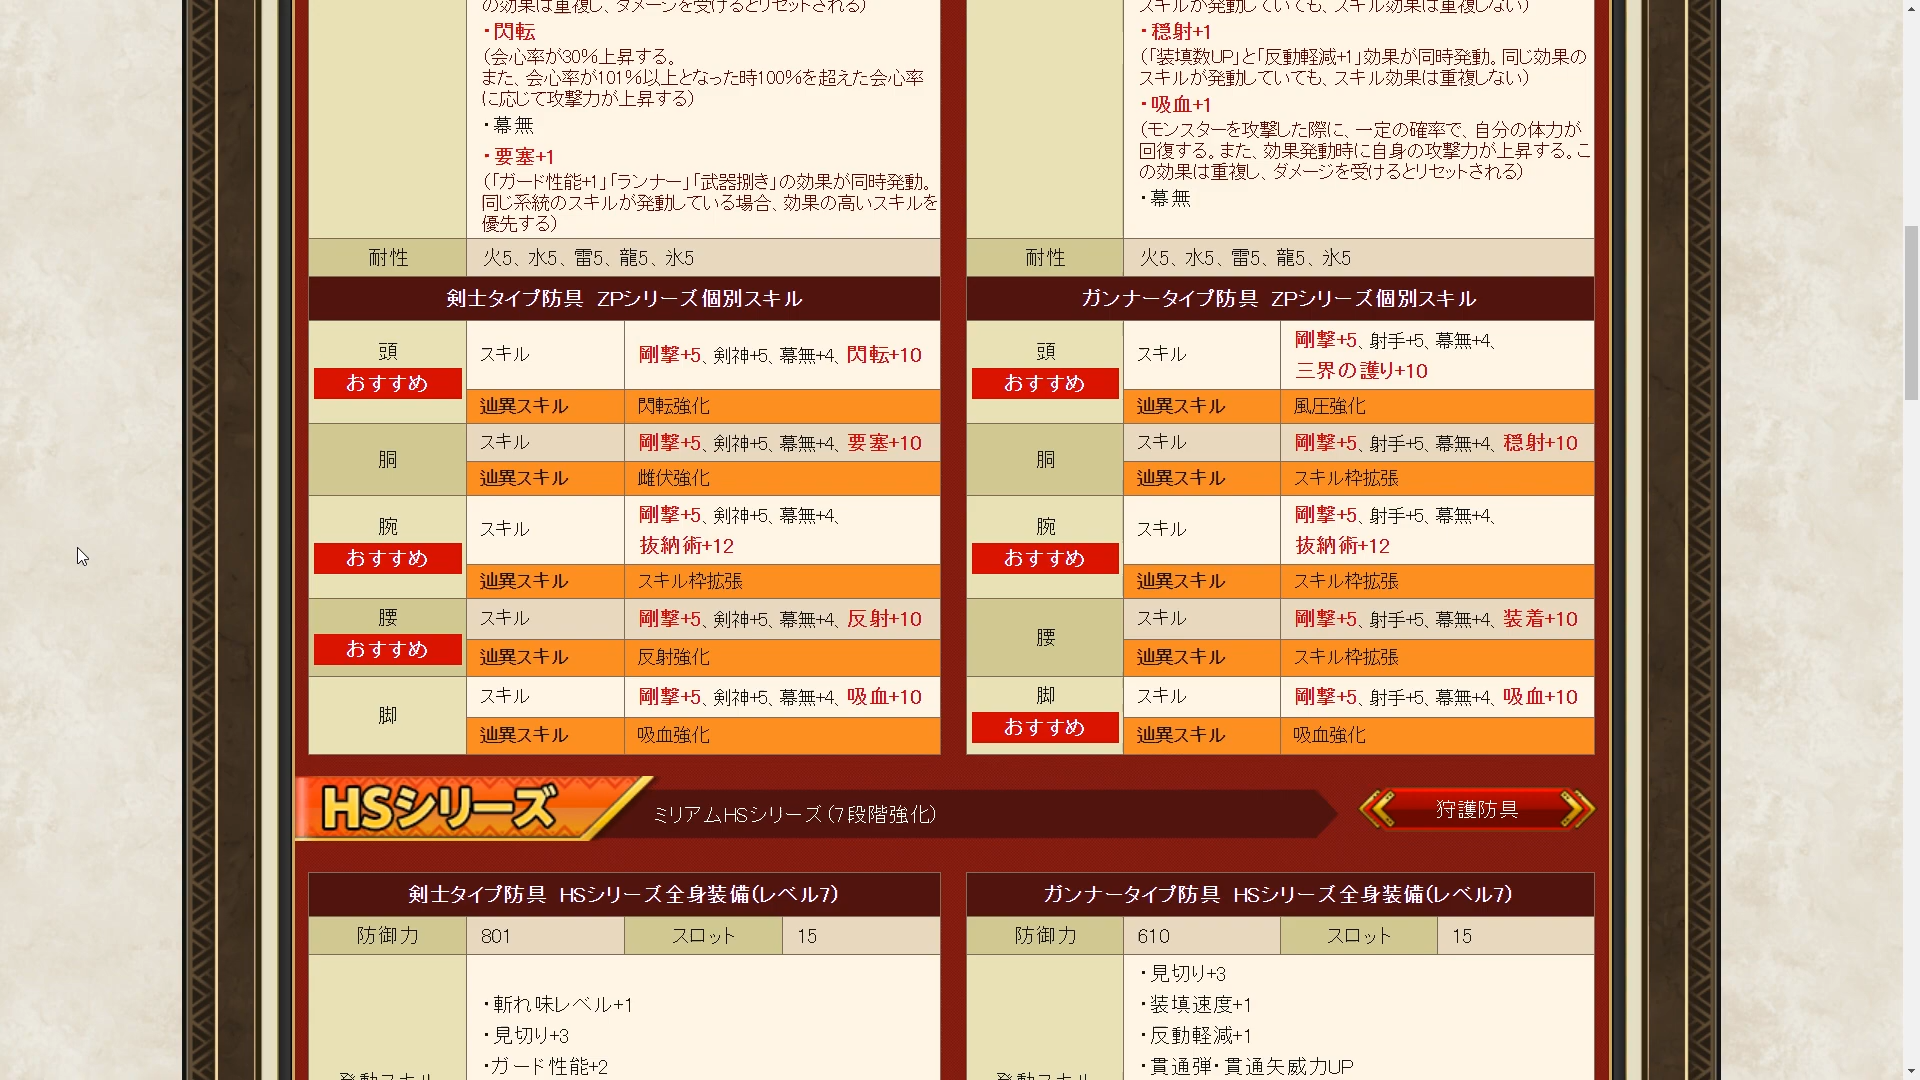 の効果は重複し、ダメージを受けるとリセットされる）
・閃転
（会心率が30％上昇する。
また、会心率が101％以上となった時100％を超えた会心率
に応じて攻撃力が上昇する）
・幕無
・要塞+1
（「ガード性能+1」「ランナー」「武器捌き」の効果が同時発動。
同じ系統のスキルが発動している場合、効果の高いスキルを
優先する）
耐性 火5、水5、雷5、龍5、氷5
剣士タイプ防具 ZPシリーズ個別スキル
頭 スキル 剛撃+5、剣神+5、幕無+4、閃転+10
おすすめ
辿異スキル 閃転強化
胴 スキル 剛撃+5、剣神+5、幕無+4、要塞+10
辿異スキル 雌伏強化
腕 スキル 剛撃+5、剣神+5、幕無+4、
抜納術+12
おすすめ
辿異スキル スキル枠拡張
腰 スキル 剛撃+5、剣神+5、幕無+4、反射+10
おすすめ
辿異スキル 反射強化
脚 スキル 剛撃+5、剣神+5、幕無+4、吸血+10
辿異スキル 吸血強化
スキルが発動していても、スキル効果は重複しない）
・穏射+1
（「装填数UP」と「反動軽減+1」効果が同時発動。同じ効果の
スキルが発動していても、スキル効果は重複しない）
・吸血+1
（モンスターを攻撃した際に、一定の確率で、自分の体力が
回復する。また、効果発動時に自身の攻撃力が上昇する。こ
の効果は重複し、ダメージを受けるとリセットされる）
・幕無
耐性 火5、水5、雷5、龍5、氷5
ガンナータイプ防具 ZPシリーズ個別スキル
頭 スキル 剛撃+5、射手+5、幕無+4、
三界の護り+10
おすすめ
辿異スキル 風圧強化
胴 スキル 剛撃+5、射手+5、幕無+4、穏射+10
辿異スキル スキル枠拡張
腕 スキル 剛撃+5、射手+5、幕無+4、
抜納術+12
おすすめ
辿異スキル スキル枠拡張
腰 スキル 剛撃+5、射手+5、幕無+4、装着+10
辿異スキル スキル枠拡張
脚 スキル 剛撃+5、射手+5、幕無+4、吸血+10
おすすめ
辿異スキル 吸血強化
HSシリーズ ミリアムHSシリーズ（7段階強化） 狩護防具
剣士タイプ防具 HSシリーズ全身装備（レベル7）
防御力 801 スロット 15
・斬れ味レベル+1
・見切り+3
・ガード性能+2
発動スキル
ガンナータイプ防具 HSシリーズ全身装備（レベル7）
防御力 610 スロット 15
・見切り+3
・装填速度+1
・反動軽減+1
・貫通弾・貫通矢威力UP
発動スキル